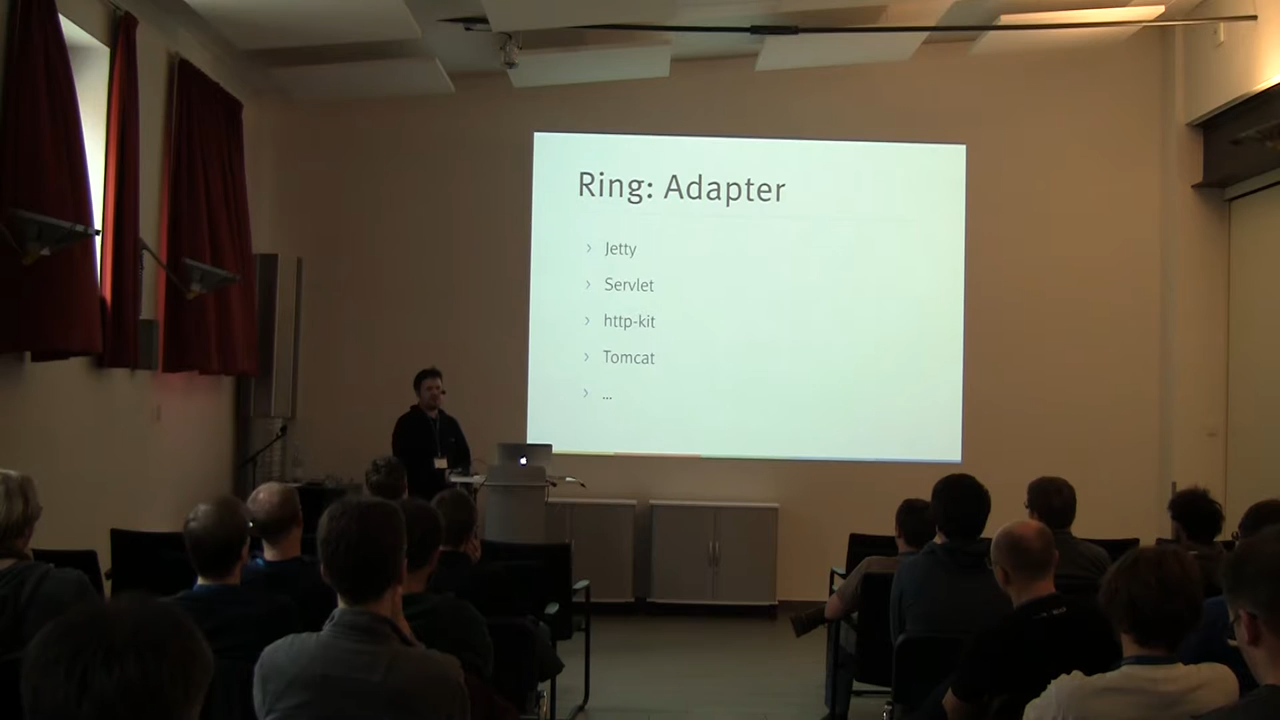 Ring: Adapter
› Jetty
› Servlet
› http-kit
› Tomcat
› ...